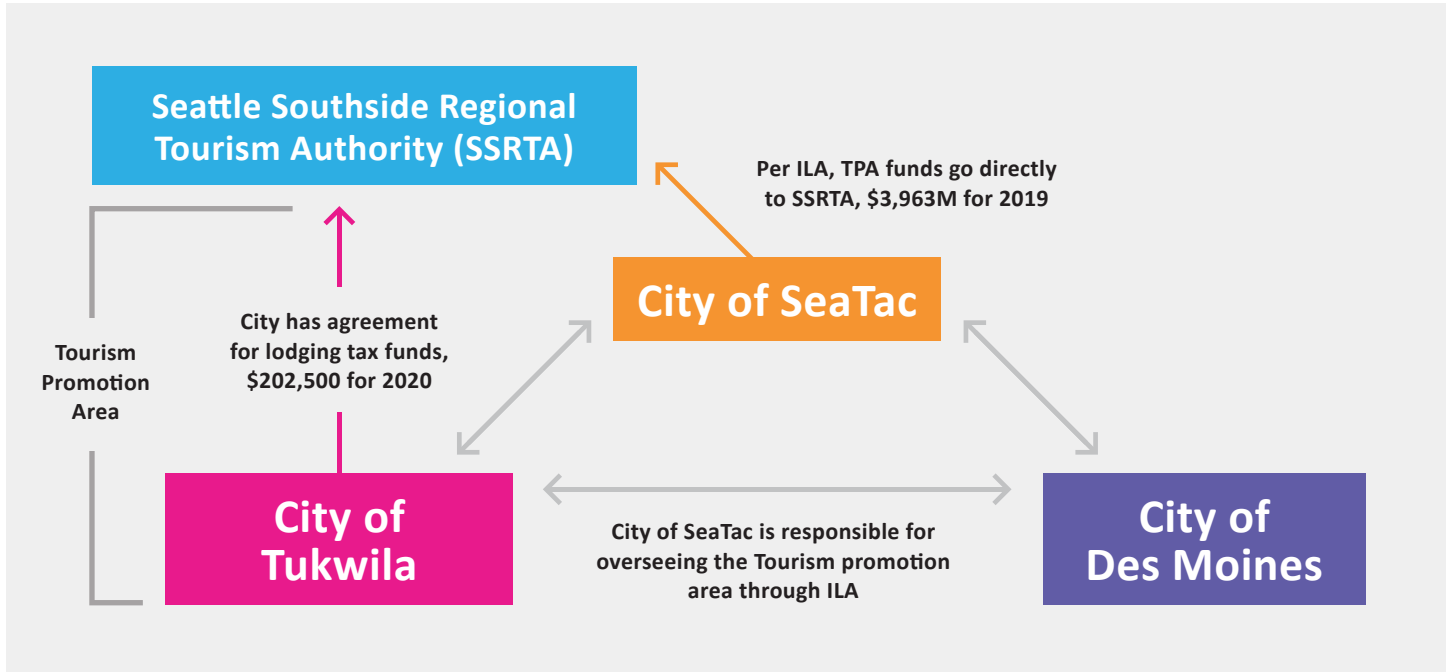 Seattle Southside Regional
Tourism Authority (SSRTA)
Per ILA, TPA funds go directly
to SSRTA, $3,963M for 2019
City of SeaTac
City has agreement
for lodging tax funds,
$202,500 for 2020
Tourism
Promotion
Area
City of
Tukwila
City of SeaTac is responsible for
overseeing the Tourism promotion
area through ILA
City of
Des Moines